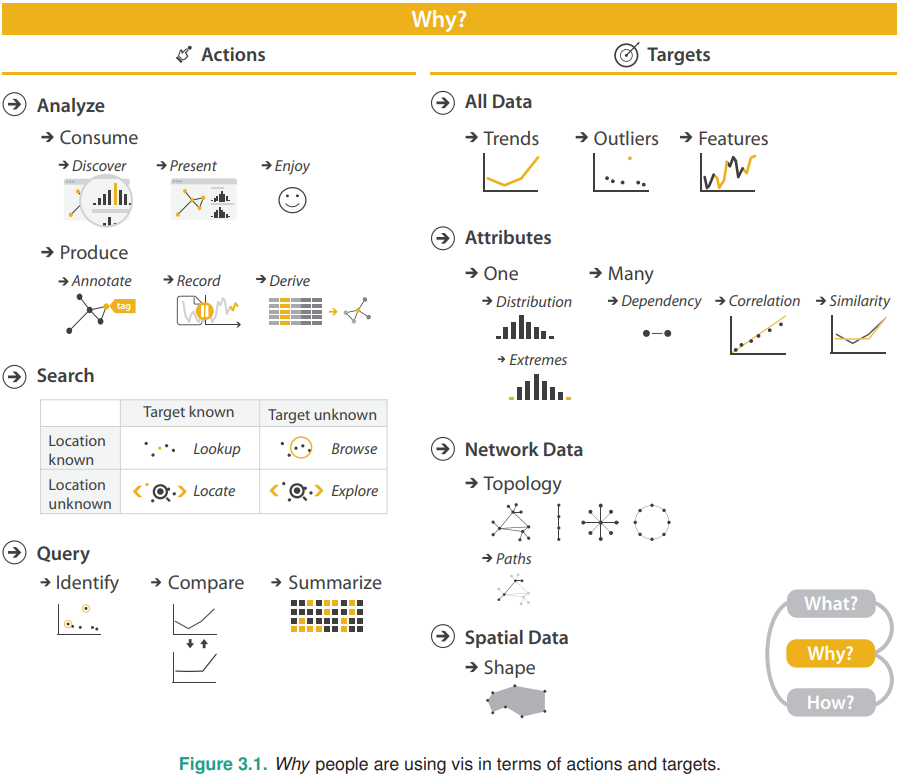 Why?
Actions
Analyze
Consume
Discover
Present
Enjoy
Produce
Annotate
Record
Derive
tag
Search
Target known
Target unknown
Location known
Lookup
Browse
Location unknown
Locate
Explore
Query
Identify
Compare
Summarize
Targets
All Data
Trends
Outliers
Features
Attributes
One
Many
Distribution
Dependency
Correlation
Similarity
Extremes
Network Data
Topology
Paths
Spatial Data
Shape
What?
Why?
How?
Figure 3.1. Why people are using vis in terms of actions and targets.